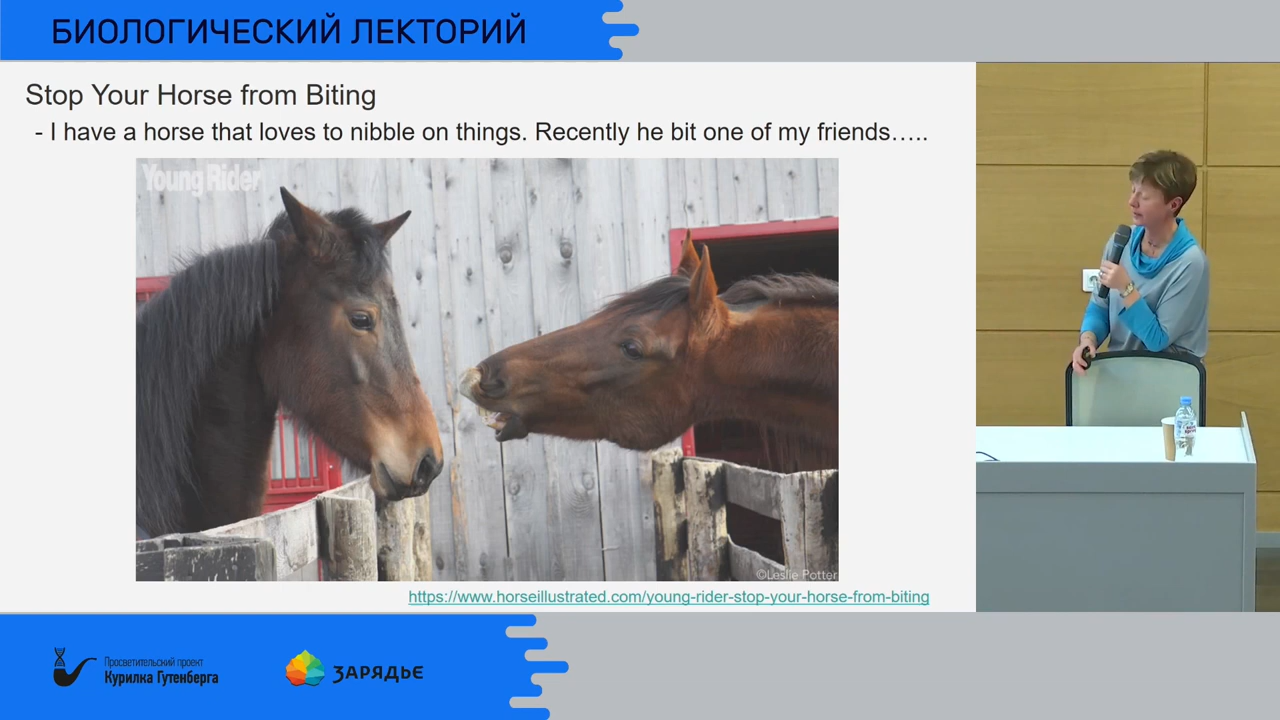 БИОЛОГИЧЕСКИЙ ЛЕКТОРИЙ
Stop Your Horse from Biting
- I have a horse that loves to nibble on things. Recently he bit one of my friends…..
Young Rider
©Leslie Potter
https://www.horseillustrated.com/young-rider-stop-your-horse-from-biting
Просветительский проект
Курилка Гутенберга
ЗАРЯДЬЕ